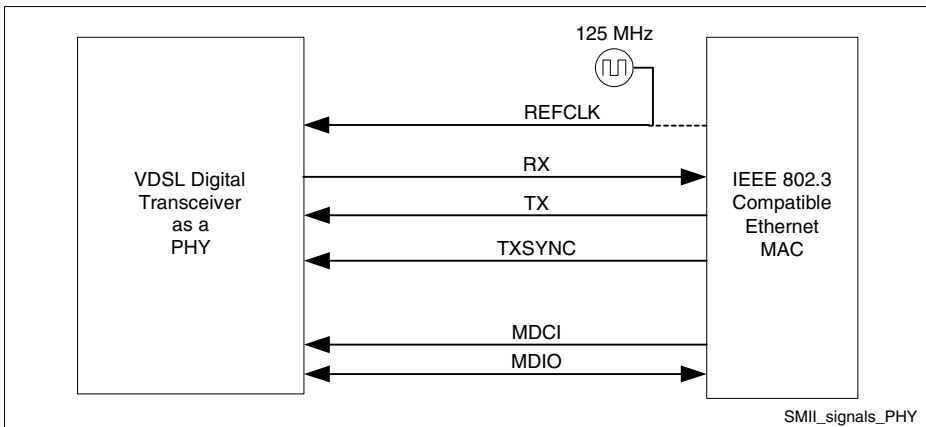 125 MHz
REFCLK
RX
VDSL Digital
Transceiver
as a
PHY
IEEE 802.3
Compatible
Ethernet
MAC
TX
TXSYNC
MDCI
MDIO
SMII_signals_PHY